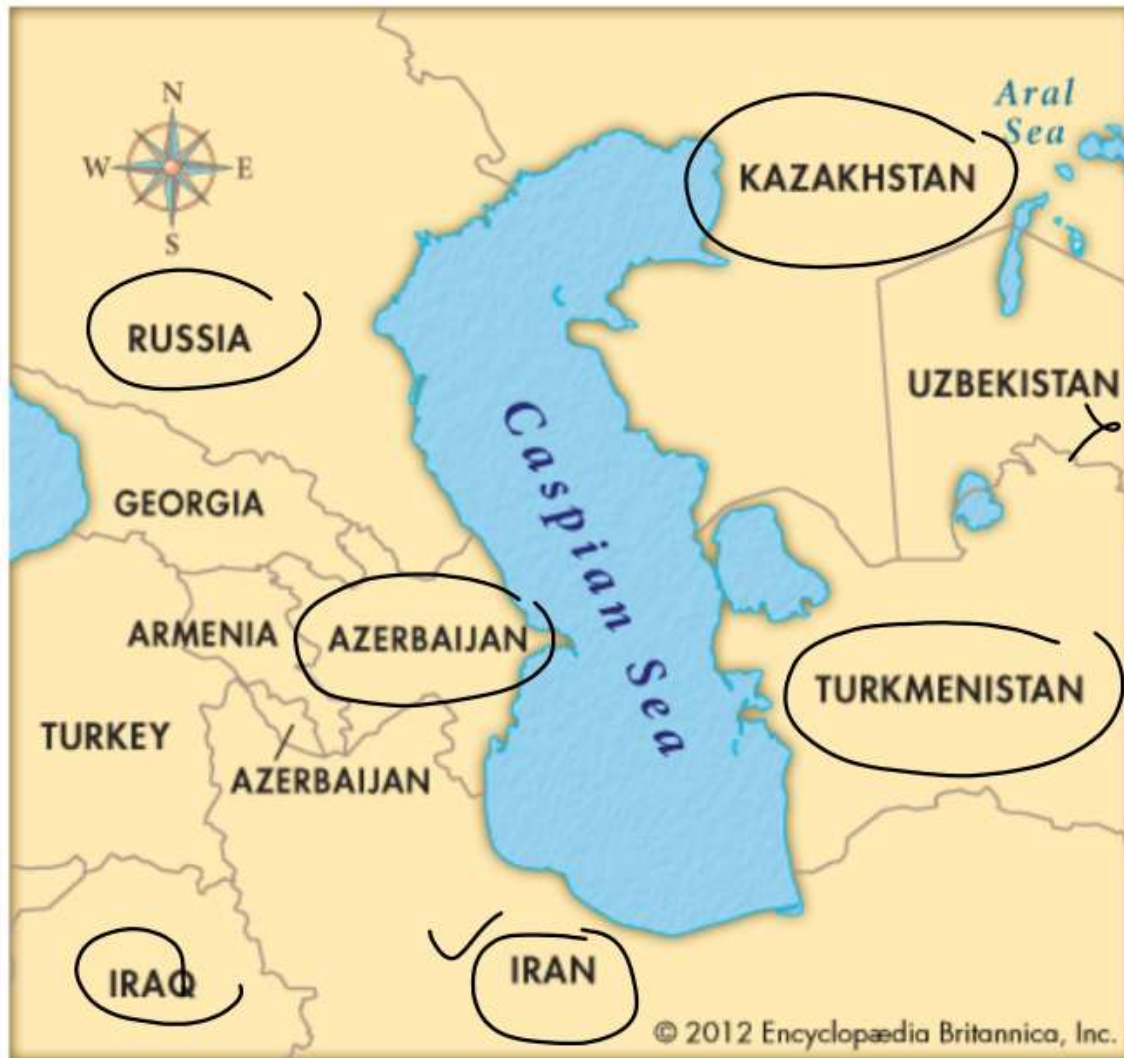 N
Aral
Sea
W E
KAZAKHSTAN
S
RUSSIA
UZBEKISTAN
Caspian Sea
GEORGIA
ARMENIA
AZERBAIJAN
TURKMENISTAN
TURKEY
AZERBAIJAN
IRAN
IRAQ
© 2012 Encyclopædia Britannica, Inc.